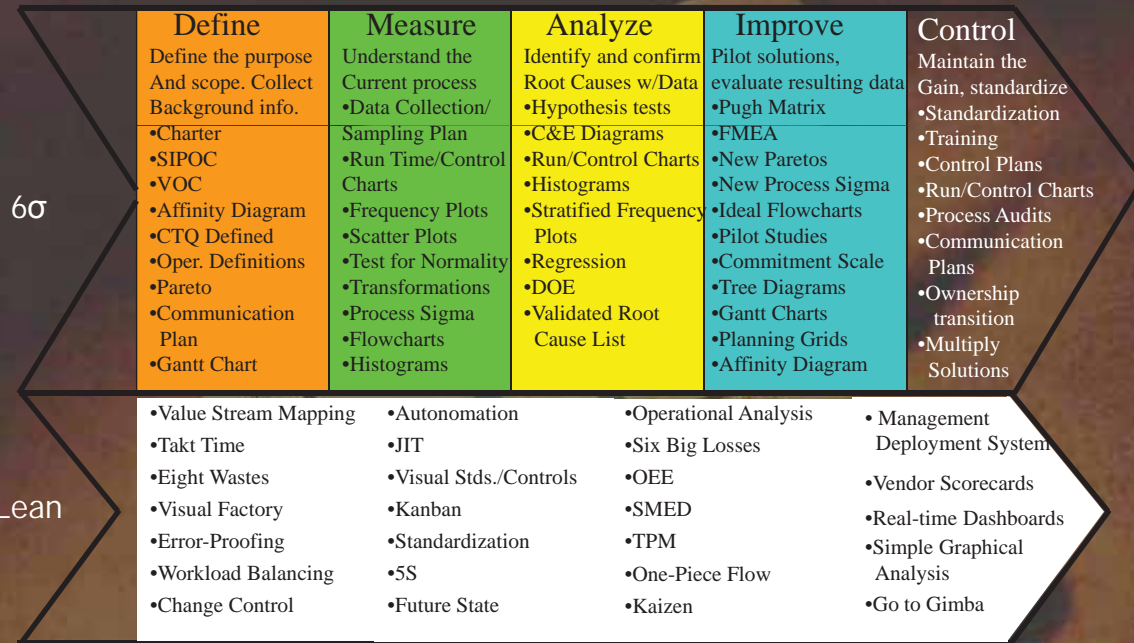 6σ
Define
Define the purpose
And scope. Collect
Background info.
•Charter
•SIPOC
•VOC
•Affinity Diagram
•CTQ Defined
•Oper. Definitions
•Pareto
•Communication
Plan
•Gantt Chart
Measure
Understand the
Current process
•Data Collection/
Sampling Plan
•Run Time/Control
Charts
•Frequency Plots
•Scatter Plots
•Test for Normality
•Transformations
•Process Sigma
•Flowcharts
•Histograms
Analyze
Identify and confirm
Root Causes w/Data
•Hypothesis tests
•C&E Diagrams
•Run/Control Charts
•Histograms
•Stratified Frequency
Plots
•Regression
•DOE
•Validated Root
Cause List
Improve
Pilot solutions,
evaluate resulting data
•Pugh Matrix
•FMEA
•New Paretos
•New Process Sigma
•Ideal Flowcharts
•Pilot Studies
•Commitment Scale
•Tree Diagrams
•Gantt Charts
•Planning Grids
•Affinity Diagram
Control
Maintain the
Gain, standardize
•Standardization
•Training
•Control Plans
•Run/Control Charts
•Process Audits
•Communication
Plans
•Ownership
transition
•Multiply
Solutions
Lean
•Value Stream Mapping
•Takt Time
•Eight Wastes
•Visual Factory
•Error-Proofing
•Workload Balancing
•Change Control
•Autonomation
•JIT
•Visual Stds./Controls
•Kanban
•Standardization
•5S
•Future State
•Operational Analysis
•Six Big Losses
•OEE
•SMED
•TPM
•One-Piece Flow
•Kaizen
• Management
Deployment System
•Vendor Scorecards
•Real-time Dashboards
•Simple Graphical
Analysis
•Go to Gimba